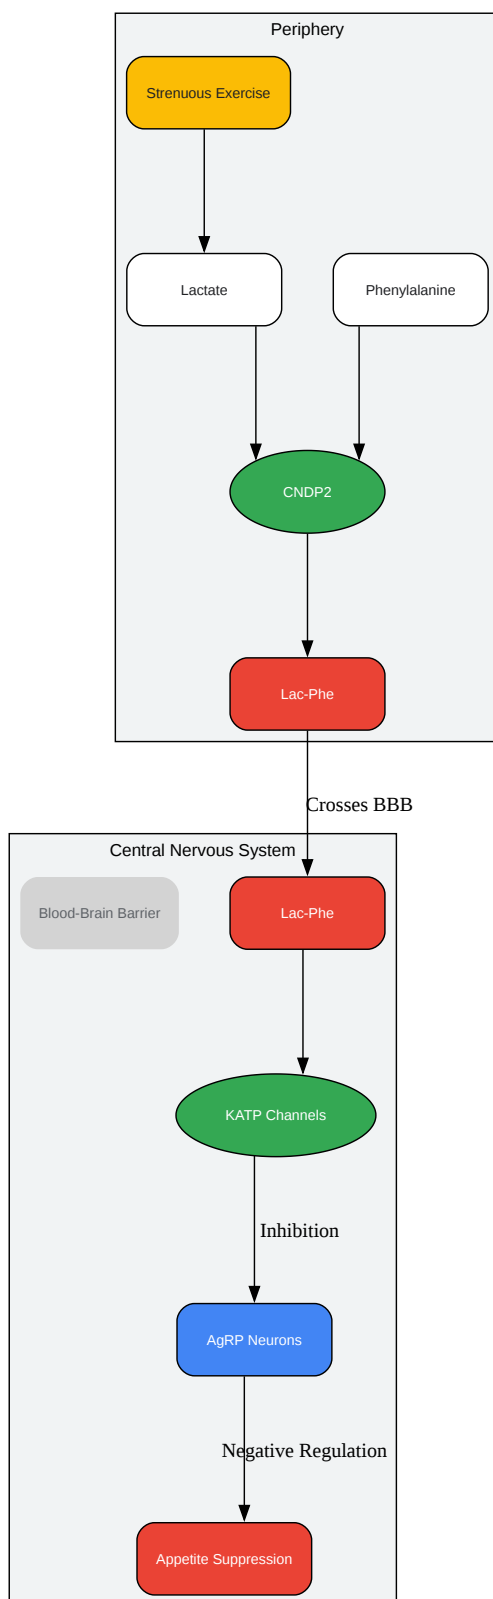 Periphery
Strenuous Exercise
Lactate
Phenylalanine
CNDP2
Lac-Phe
Crosses BBB
Central Nervous System
Blood-Brain Barrier
Lac-Phe
KATP Channels
Inhibition
AgRP Neurons
Negative Regulation
Appetite Suppression